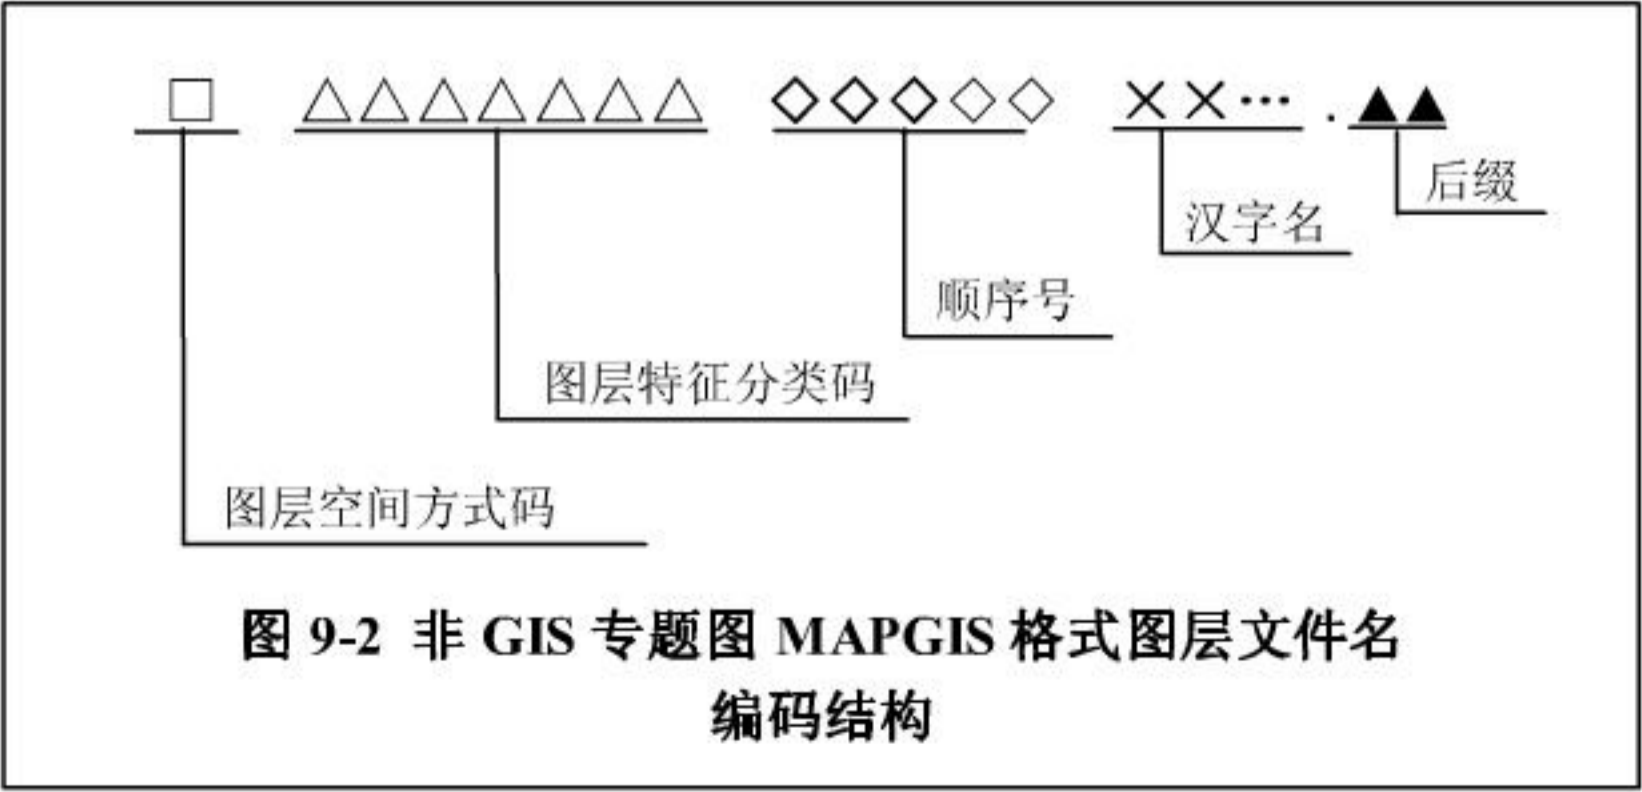 □ △△△△△△△ ◇◇◇◇◇ ××… .▲▲
后缀
汉字名
顺序号
图层特征分类码
图层空间方式码
图 9-2 非 GIS 专题图 MAPGIS 格式图层文件名
编码结构